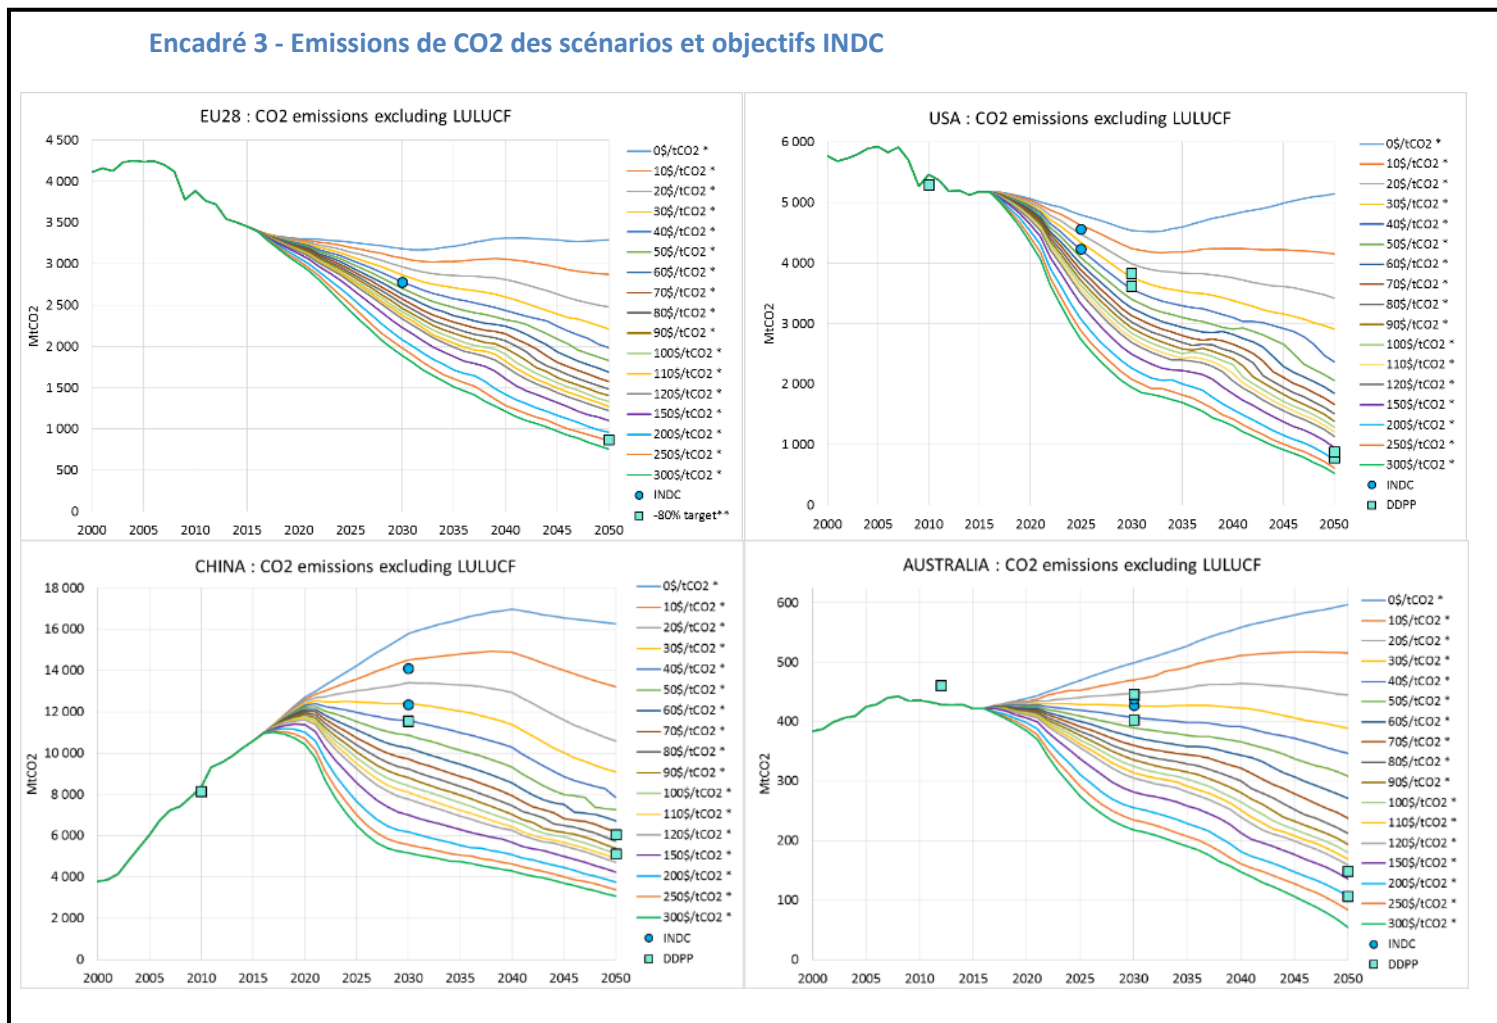 Encadré 3 - Emissions de CO2 des scénarios et objectifs INDC
EU28 : CO2 emissions excluding LULUCF
MtCO2
4 500
4 000
3 500
3 000
2 500
2 000
1 500
1 000
500
0
2000 2005 2010 2015 2020 2025 2030 2035 2040 2045 2050
0$/tCO2 *
10$/tCO2 *
20$/tCO2 *
30$/tCO2 *
40$/tCO2 *
50$/tCO2 *
60$/tCO2 *
70$/tCO2 *
80$/tCO2 *
90$/tCO2 *
100$/tCO2 *
110$/tCO2 *
120$/tCO2 *
150$/tCO2 *
200$/tCO2 *
250$/tCO2 *
300$/tCO2 *
INDC
-80% target**
USA : CO2 emissions excluding LULUCF
MtCO2
6 000
5 000
4 000
3 000
2 000
1 000
0
2000 2005 2010 2015 2020 2025 2030 2035 2040 2045 2050
0$/tCO2 *
10$/tCO2 *
20$/tCO2 *
30$/tCO2 *
40$/tCO2 *
50$/tCO2 *
60$/tCO2 *
70$/tCO2 *
80$/tCO2 *
90$/tCO2 *
100$/tCO2 *
110$/tCO2 *
120$/tCO2 *
150$/tCO2 *
200$/tCO2 *
250$/tCO2 *
300$/tCO2 *
INDC
DDPP
CHINA : CO2 emissions excluding LULUCF
MtCO2
18 000
16 000
14 000
12 000
10 000
8 000
6 000
4 000
2 000
0
2000 2005 2010 2015 2020 2025 2030 2035 2040 2045 2050
0$/tCO2 *
10$/tCO2 *
20$/tCO2 *
30$/tCO2 *
40$/tCO2 *
50$/tCO2 *
60$/tCO2 *
70$/tCO2 *
80$/tCO2 *
90$/tCO2 *
100$/tCO2 *
110$/tCO2 *
120$/tCO2 *
150$/tCO2 *
200$/tCO2 *
250$/tCO2 *
300$/tCO2 *
INDC
DDPP
AUSTRALIA : CO2 emissions excluding LULUCF
MtCO2
600
500
400
300
200
100
0
2000 2005 2010 2015 2020 2025 2030 2035 2040 2045 2050
0$/tCO2 *
10$/tCO2 *
20$/tCO2 *
30$/tCO2 *
40$/tCO2 *
50$/tCO2 *
60$/tCO2 *
70$/tCO2 *
80$/tCO2 *
90$/tCO2
100$/tCO2 *
110$/tCO2 *
120$/tCO2 *
150$/tCO2 *
200$/tCO2 *
250$/tCO2 *
300$/tCO2 *
INDC
DDPP